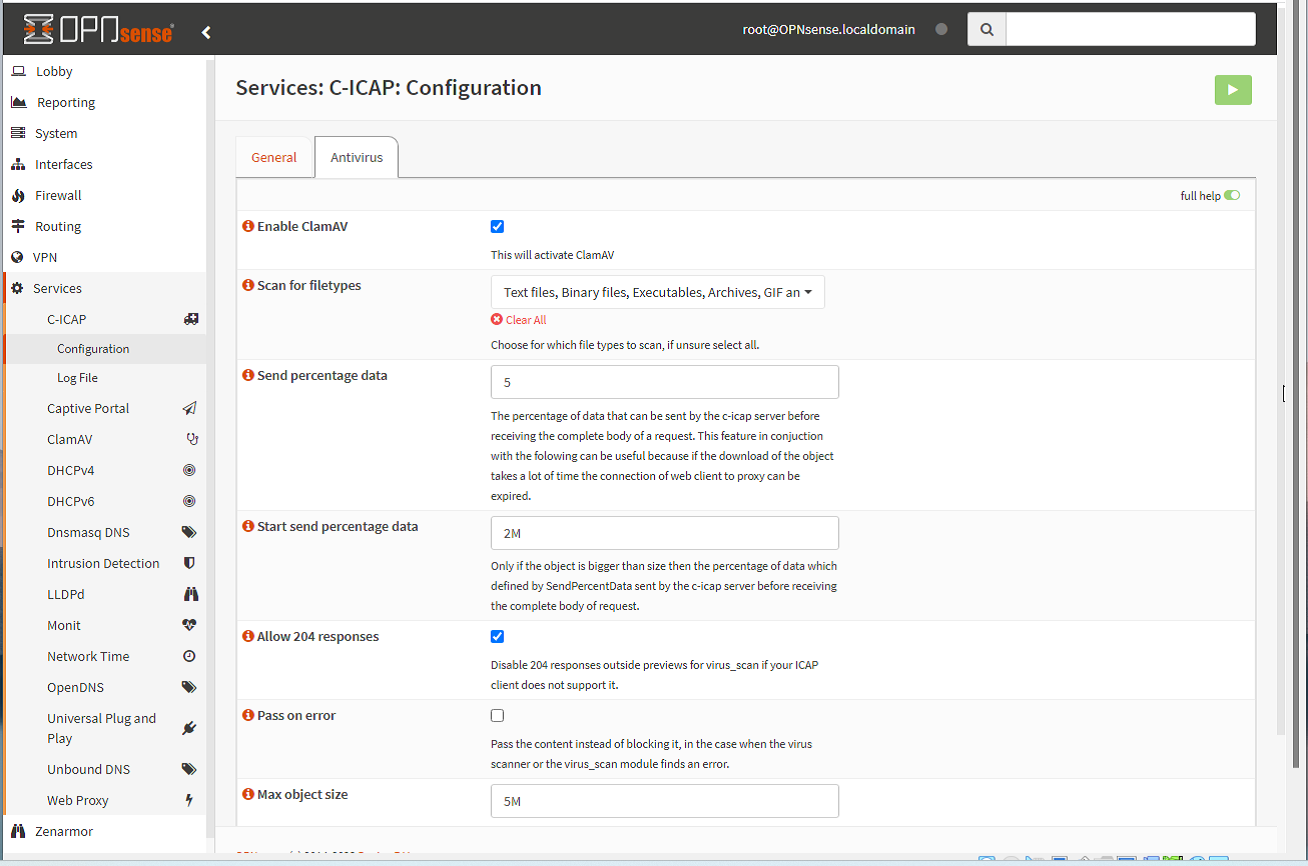 OPNsense
root@OPNsense.localdomain
Lobby
Reporting
System
Interfaces
Firewall
Routing
VPN
Services
C-ICAP
Configuration
Log File
Captive Portal
ClamAV
DHCPv4
DHCPv6
Dnsmasq DNS
Intrusion Detection
LLDPd
Monit
Network Time
OpenDNS
Universal Plug and
Play
Unbound DNS
Web Proxy
Zenarmor
Services: C-ICAP: Configuration
General
Antivirus
full help
Enable ClamAV
This will activate ClamAV
Scan for filetypes
Text files, Binary files, Executables, Archives, GIF an
Clear All
Choose for which file types to scan, if unsure select all.
Send percentage data
5
The percentage of data that can be sent by the c-icap server before
receiving the complete body of a request. This feature in conjuction
with the folowing can be useful because if the download of the object
takes a lot of time the connection of web client to proxy can be
expired.
Start send percentage data
2M
Only if the object is bigger than size then the percentage of data which
defined by SendPercentData sent by the c-icap server before receiving
the complete body of request.
Allow 204 responses
Disable 204 responses outside previews for virus_scan if your ICAP
client does not support it.
Pass on error
Pass the content instead of blocking it, in the case when the virus
scanner or the virus_scan module finds an error.
Max object size
5M